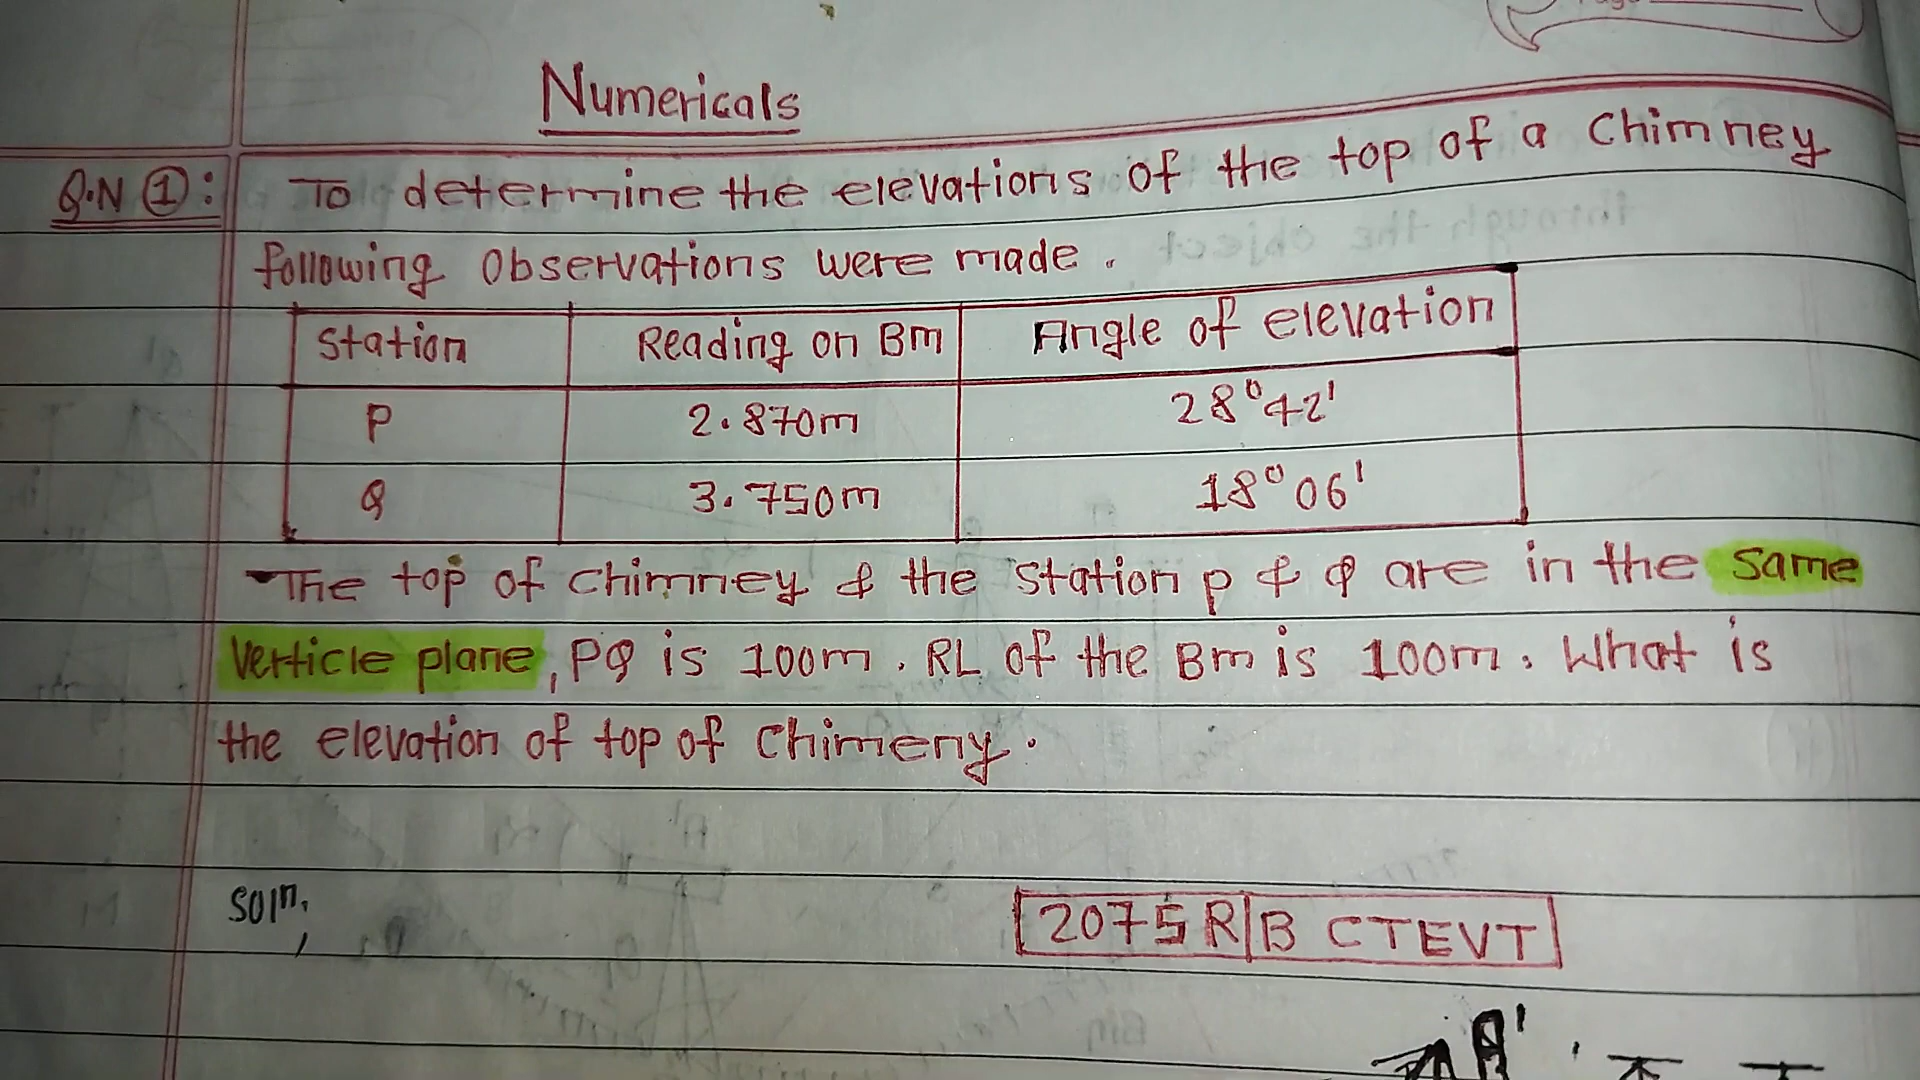 Numericals
Q.N ①: To determine the elevations of the top of a chimney
following observations were made.
Station Reading on Bm Angle of elevation
P 2.870m 28°42'
Q 3.750m 18°06'
The top of chimney & the station p & q are in the same
verticle plane, PQ is 100m. RL of the Bm is 100m. What is
the elevation of top of chimeny.
Soln,
2075 R/B CTEVT
A'